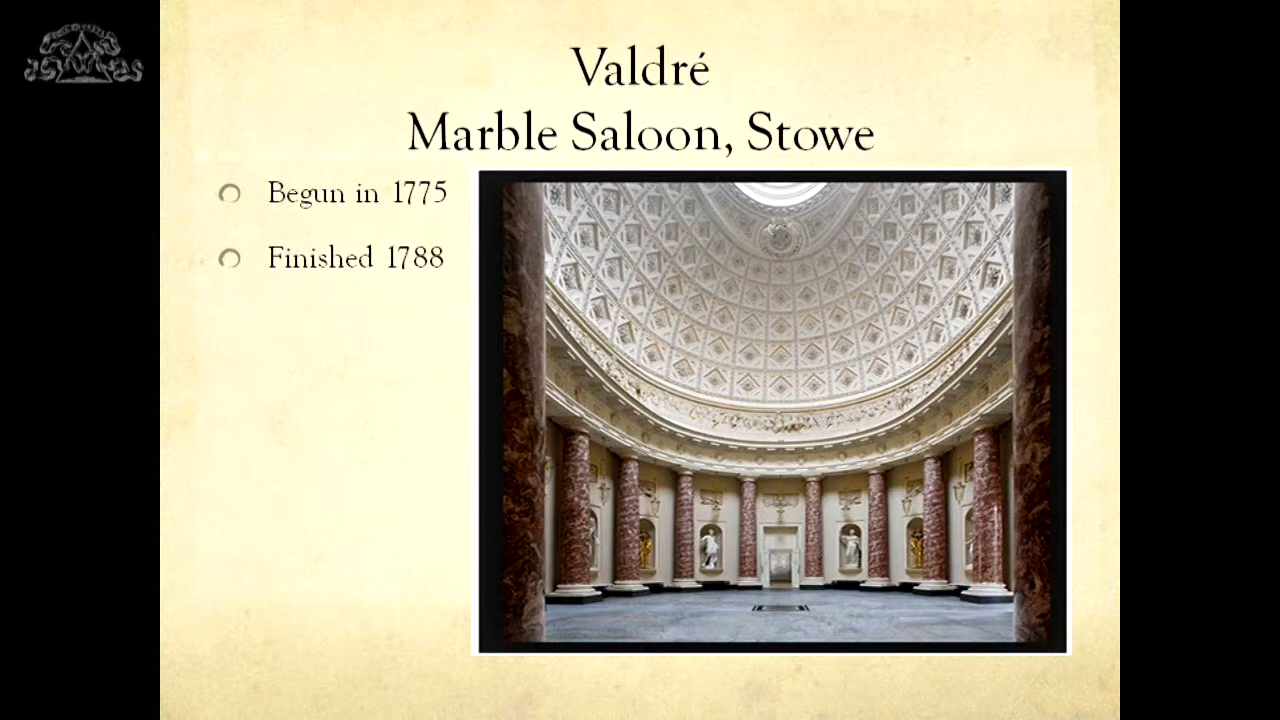 Valdré
Marble Saloon, Stowe
Begun in 1775
Finished 1788